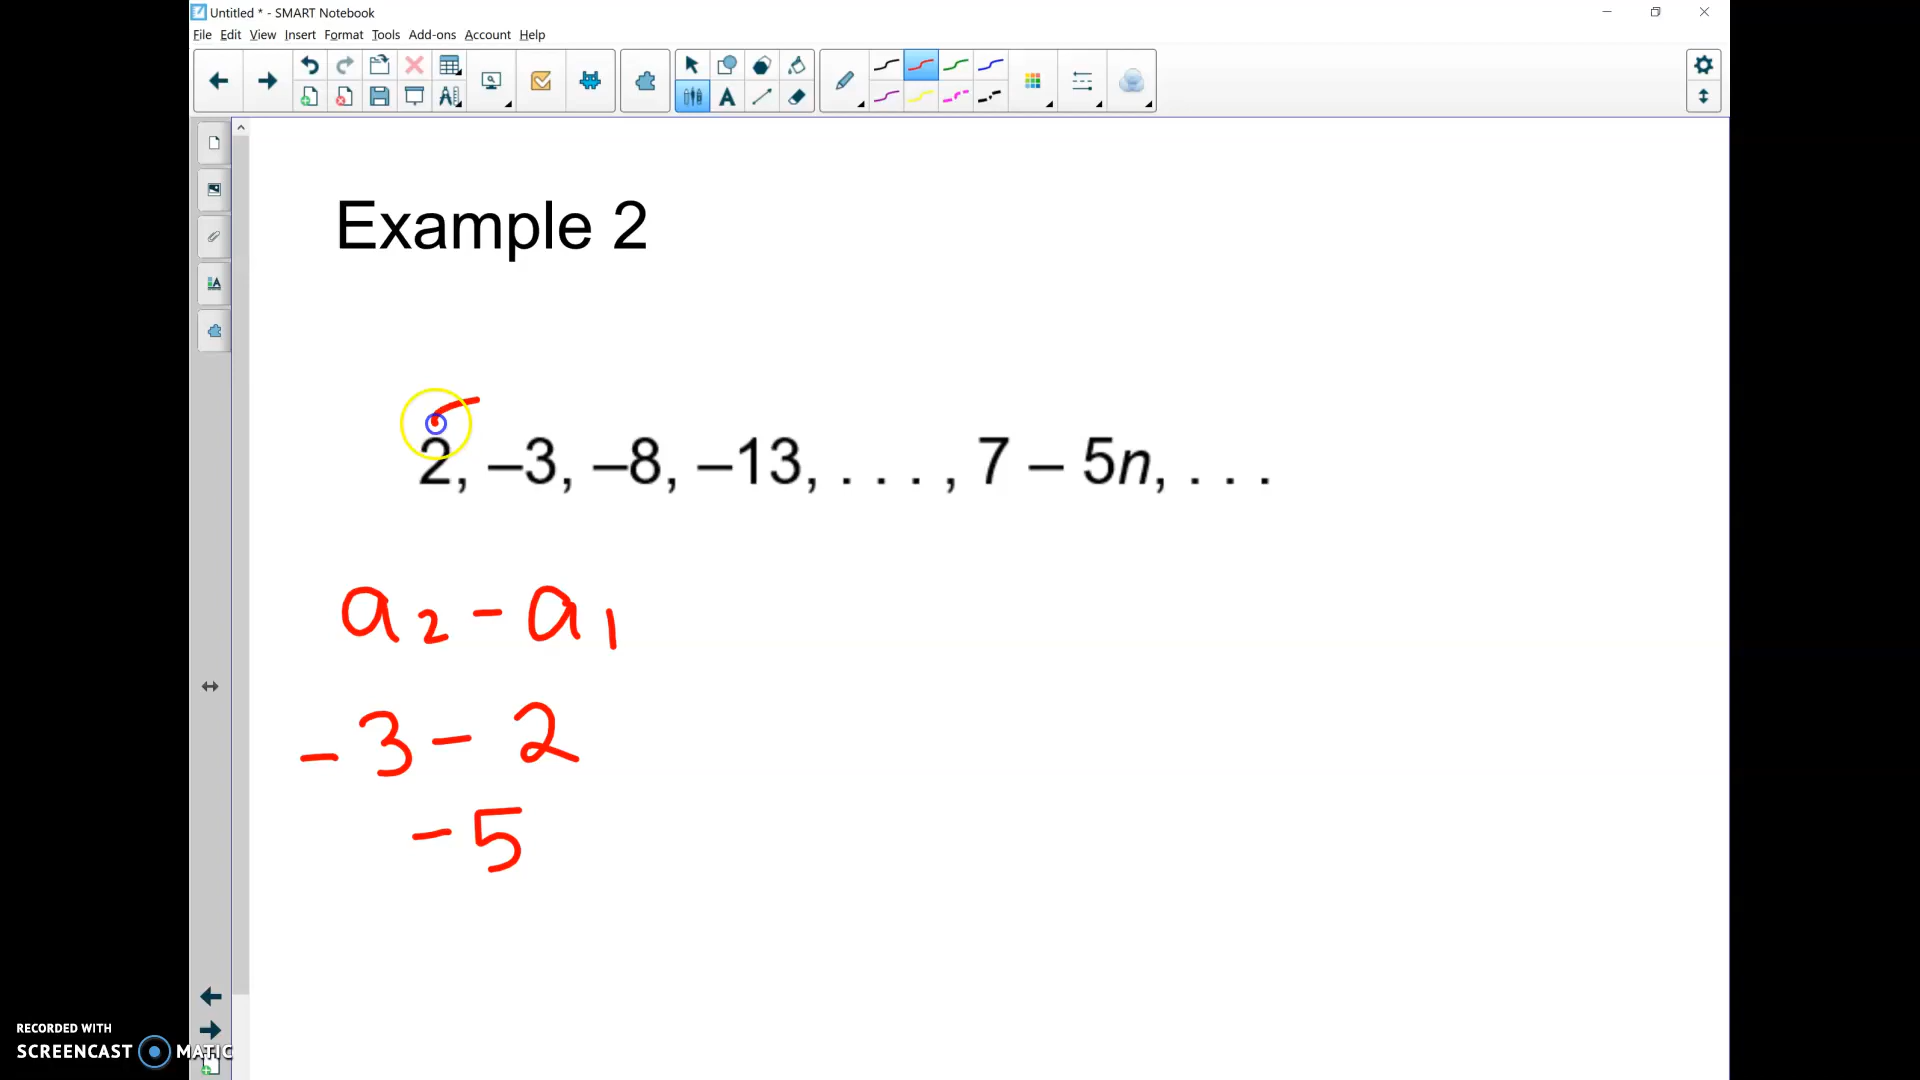 Untitled * - SMART Notebook
File Edit View Insert Format Tools Add-ons Account Help
Example 2
2, –3, –8, –13, . . . , 7 – 5n, . . .
a₂ - a₁
- 3 - 2
- 5
RECORDED WITH
SCREENCAST MATIC